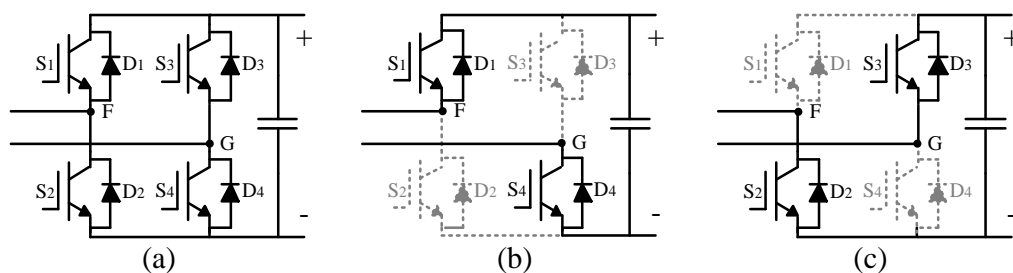 S1 D1 S3 D3 +
F
G
S2 D2 S4 D4 -
(a)
S1 D1 S3 D3 +
F
G
S2 D2 S4 D4 -
(b)
S1 D1 S3 D3 +
F
G
S2 D2 S4 D4 -
(c)